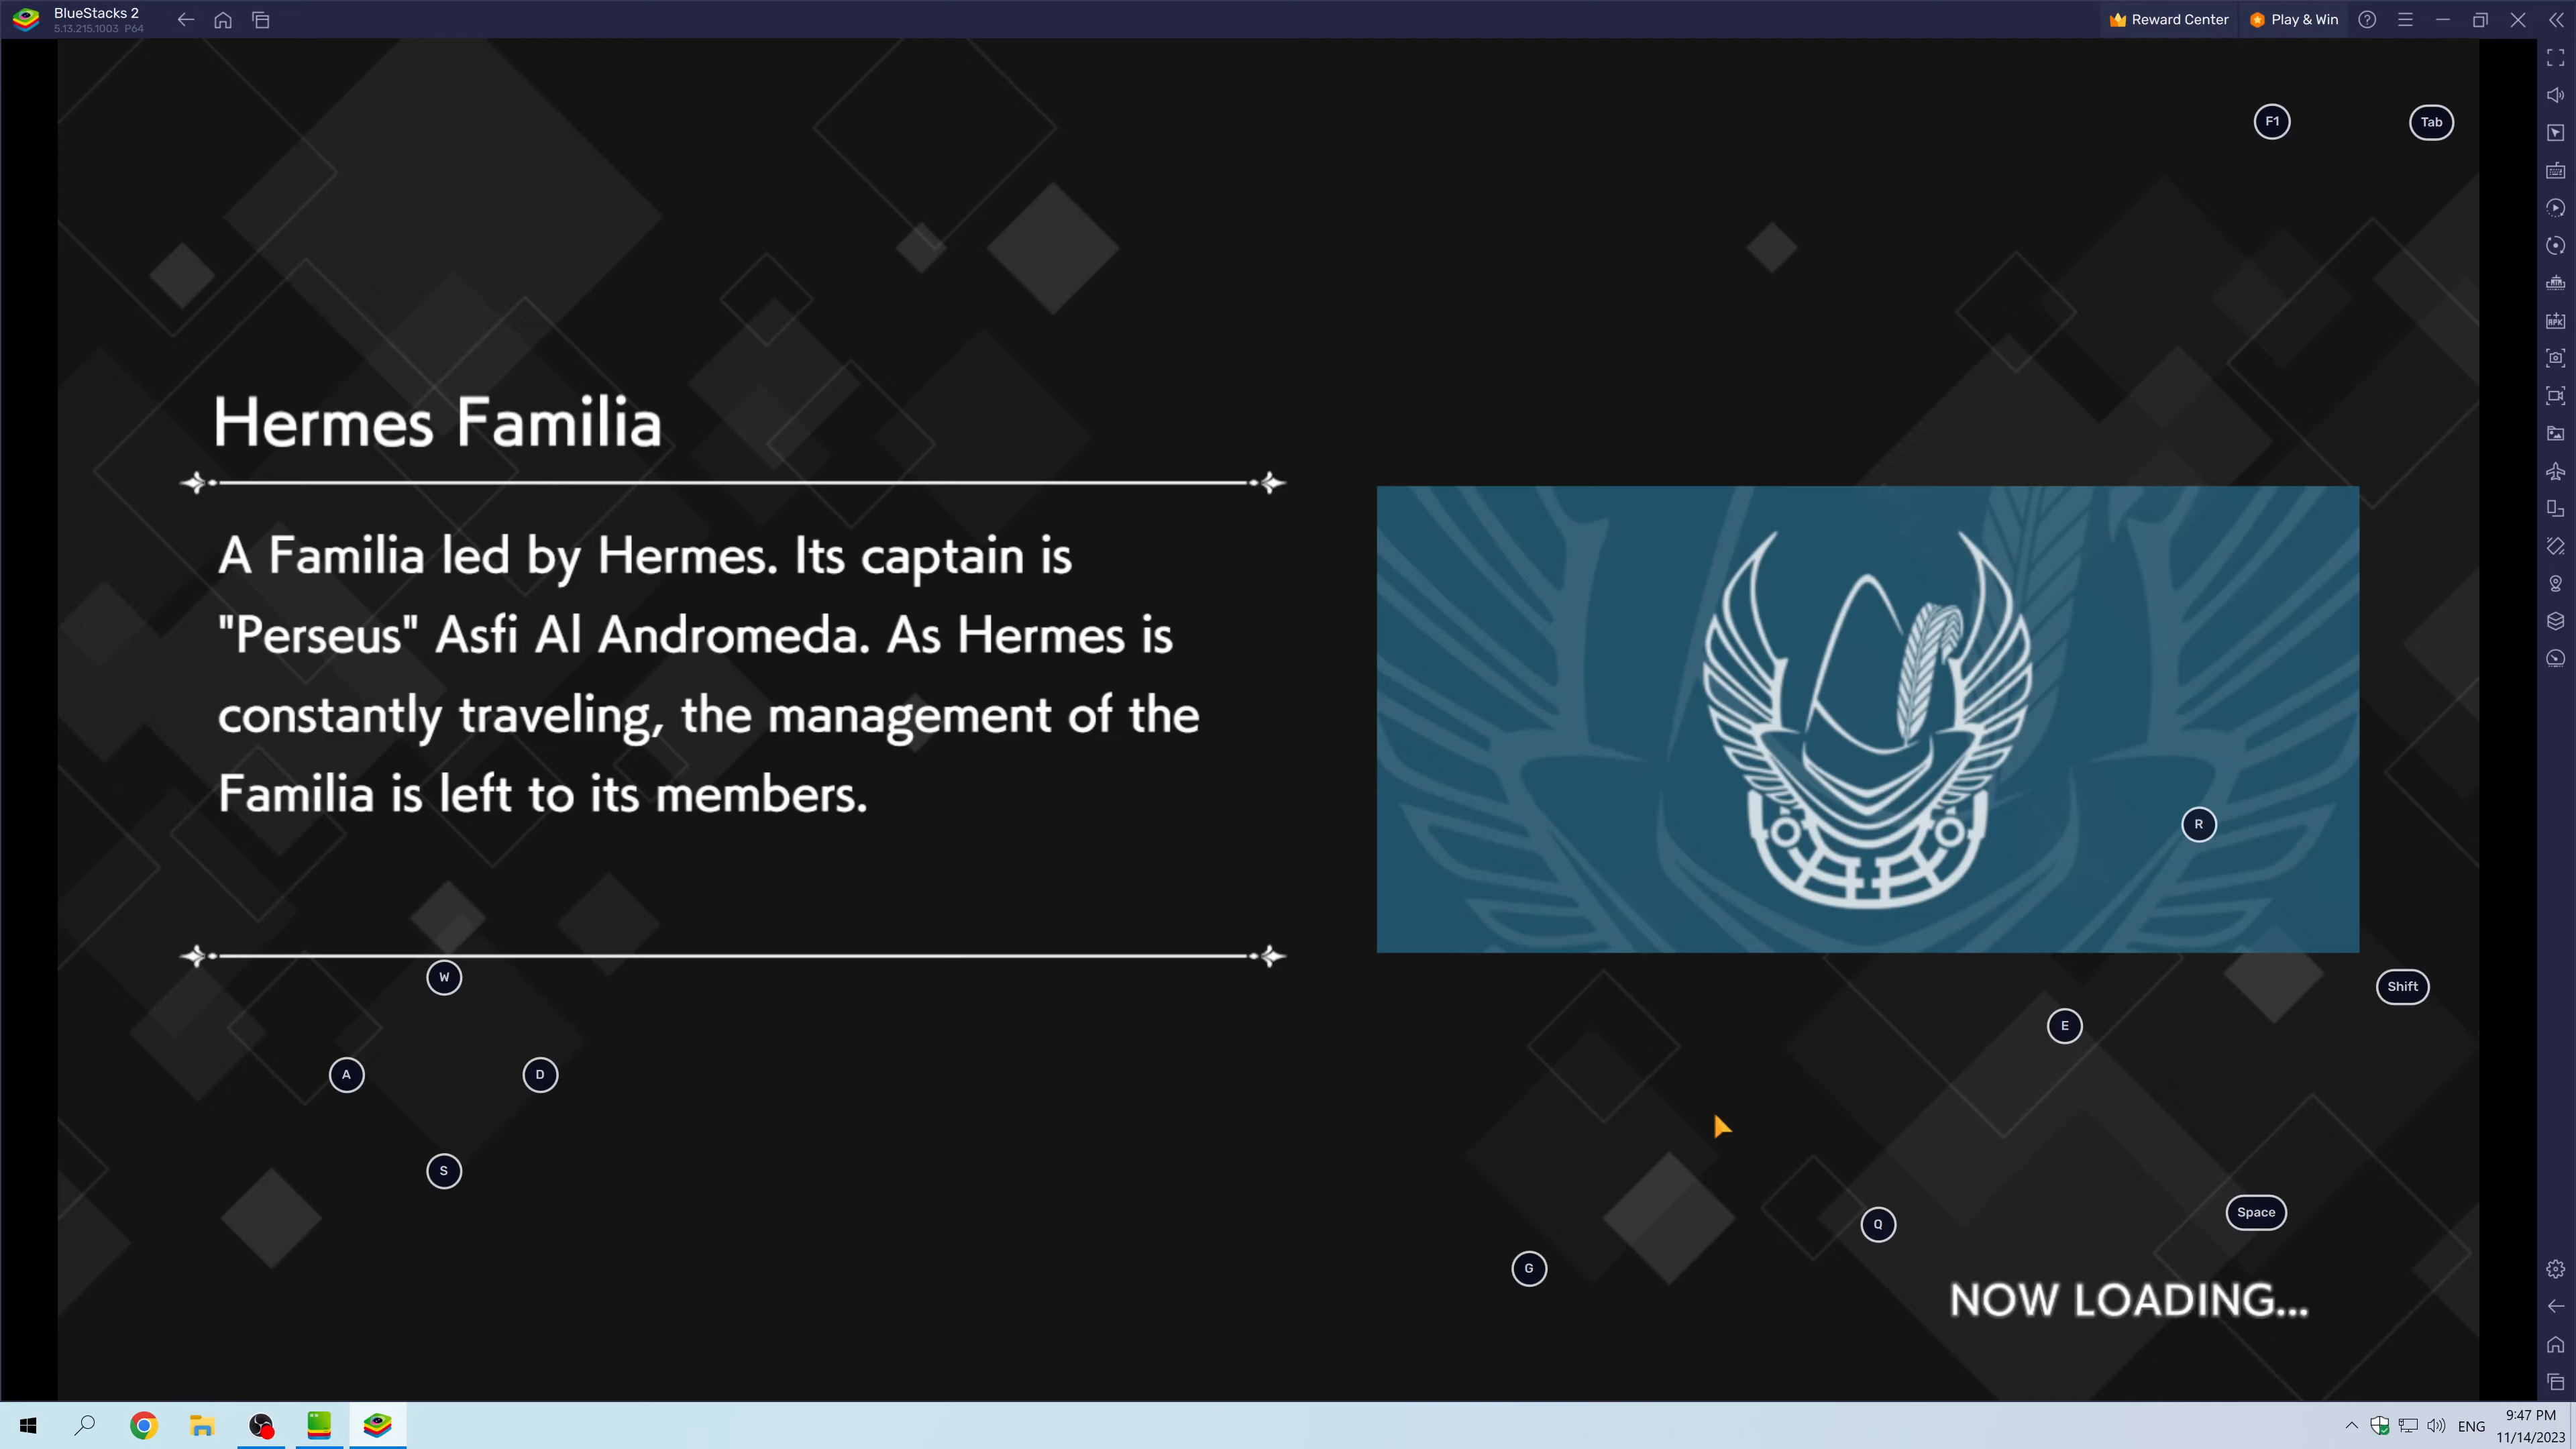 BlueStacks 2
5.13.215.1003 P64
Reward Center
Play & Win
F1
Tab
Hermes Familia
A Familia led by Hermes. Its captain is
"Perseus" Asfi Al Andromeda. As Hermes is
constantly traveling, the management of the
Familia is left to its members.
R
W
Shift
E
A
D
S
Space
Q
G
NOW LOADING...
ENG
9:47 PM
11/14/2023